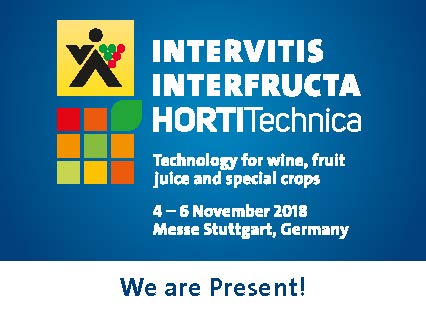 INTERVITIS
INTERFRUCTA
HORTITechnica
Technology for wine, fruit
juice and special crops
4 – 6 November 2018
Messe Stuttgart, Germany
We are Present!